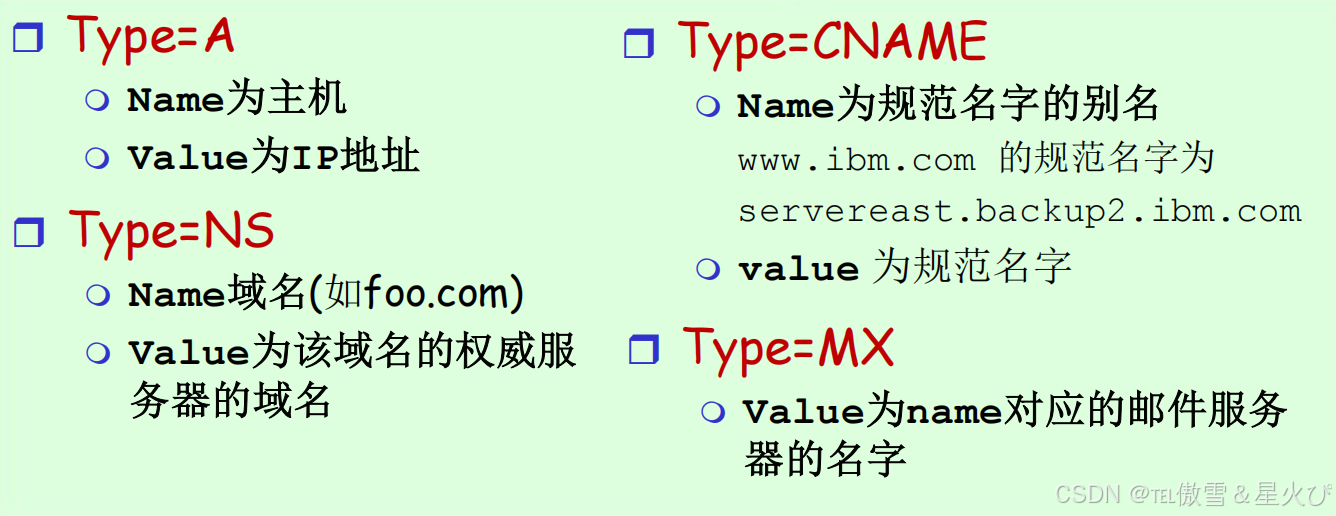 Type=A
Name为主机
Value为IP地址
Type=NS
Name域名(如foo.com)
Value为该域名的权威服
务器的域名
Type=CNAME
Name为规范名字的别名
www.ibm.com 的规范名字为
servereast.backup2.ibm.com
value 为规范名字
Type=MX
Value为name对应的邮件服务
器的名字
CSDN @℡傲雪＆星火びº